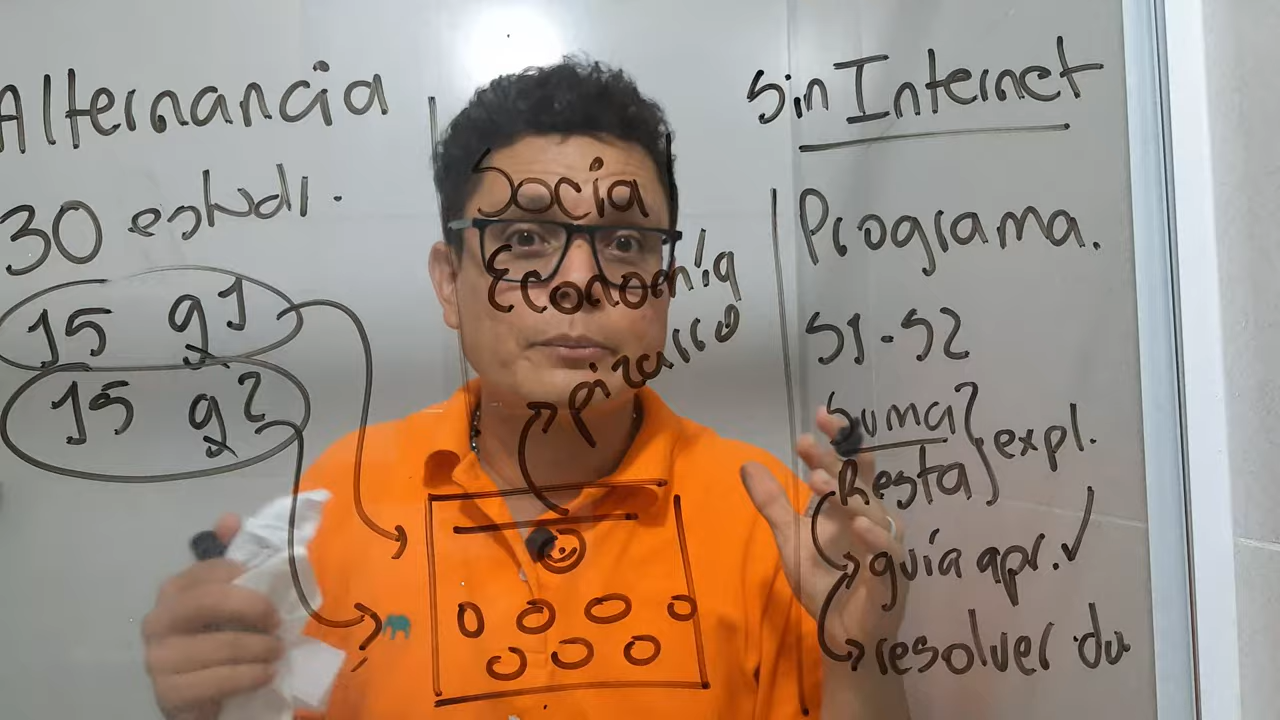 Alternancia
30 estudi.
15 g1
15 g2
Socia
Economía
pizarro
Sin Internet
Programa.
S1-S2
Suma
Resta
expl.
guía apr.
resolver du